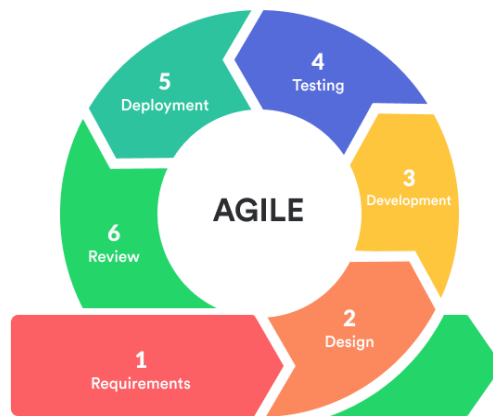 AGILE
1
Requirements
2
Design
3
Development
4
Testing
5
Deployment
6
Review